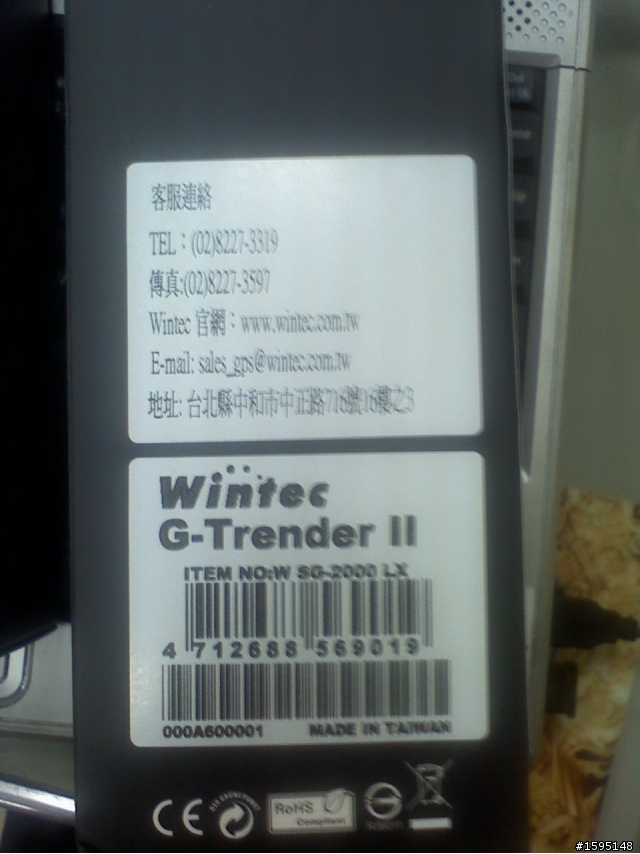 客服連絡
TEL：(02)8227-3319
傳真:(02)8227-3597
Wintec 官網：www.wintec.com.tw
E-mail: sales_gps@wintec.com.tw
地址: 台北縣中和市中正路716號16樓之3
Wintec
G-Trender II
ITEM NO:W SG-2000 LX
4 712688 569019
000A600001 MADE IN TAIWAN
CE
RoHS
Compliant
#1595148